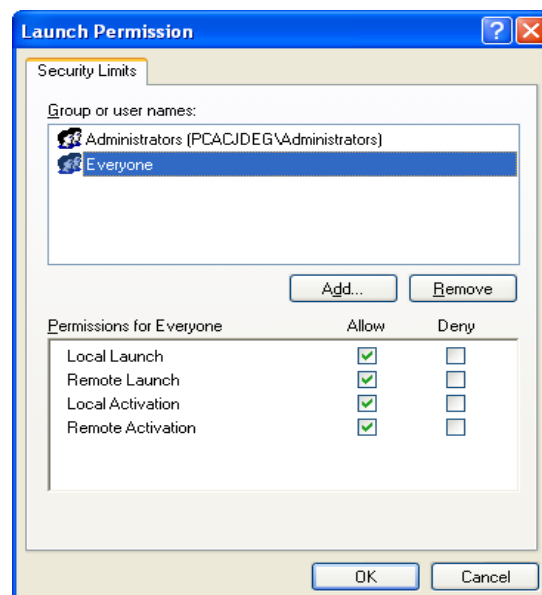 Launch Permission
Security Limits
Group or user names:
Administrators (PCACJDEG\Administrators)
Everyone
Add... Remove
Permissions for Everyone Allow Deny
Local Launch
Remote Launch
Local Activation
Remote Activation
OK Cancel